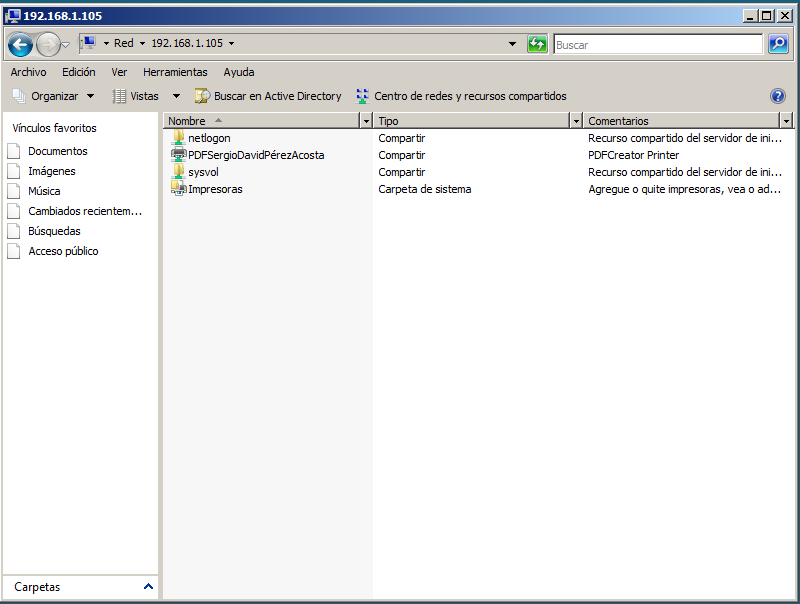 192.168.1.105
Red 192.168.1.105
Buscar
Archivo Edición Ver Herramientas Ayuda
Organizar Vistas Buscar en Active Directory Centro de redes y recursos compartidos
Vínculos favoritos
Documentos
Imágenes
Música
Cambiados recientem...
Búsquedas
Acceso público
Carpetas
Nombre Tipo Comentarios
netlogon Compartir Recurso compartido del servidor de ini...
PDFSergioDavidPérezAcosta Compartir PDFCreator Printer
sysvol Compartir Recurso compartido del servidor de ini...
Impresoras Carpeta de sistema Agregue o quite impresoras, vea o ad...